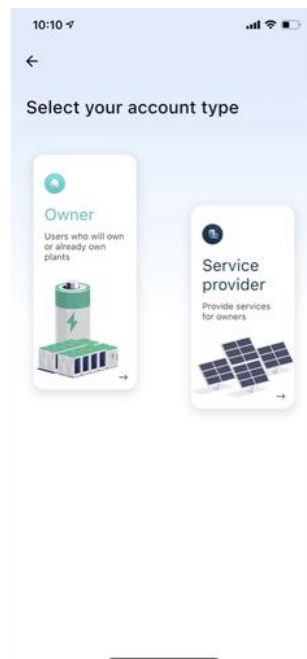 10:10
Select your account type
Owner
Users who will own
or already own
plants
Service
provider
Provide services
for owners